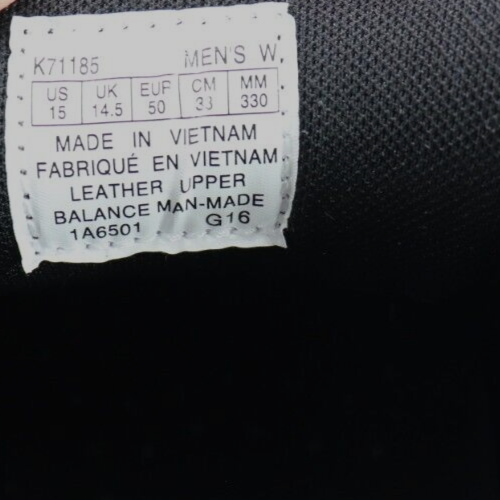 K71185 MEN'S W
US UK EUR CM MM
15 14.5 50 33 330
MADE IN VIETNAM
FABRIQUÉ EN VIETNAM
LEATHER UPPER
BALANCE MAN-MADE
1A6501 G16